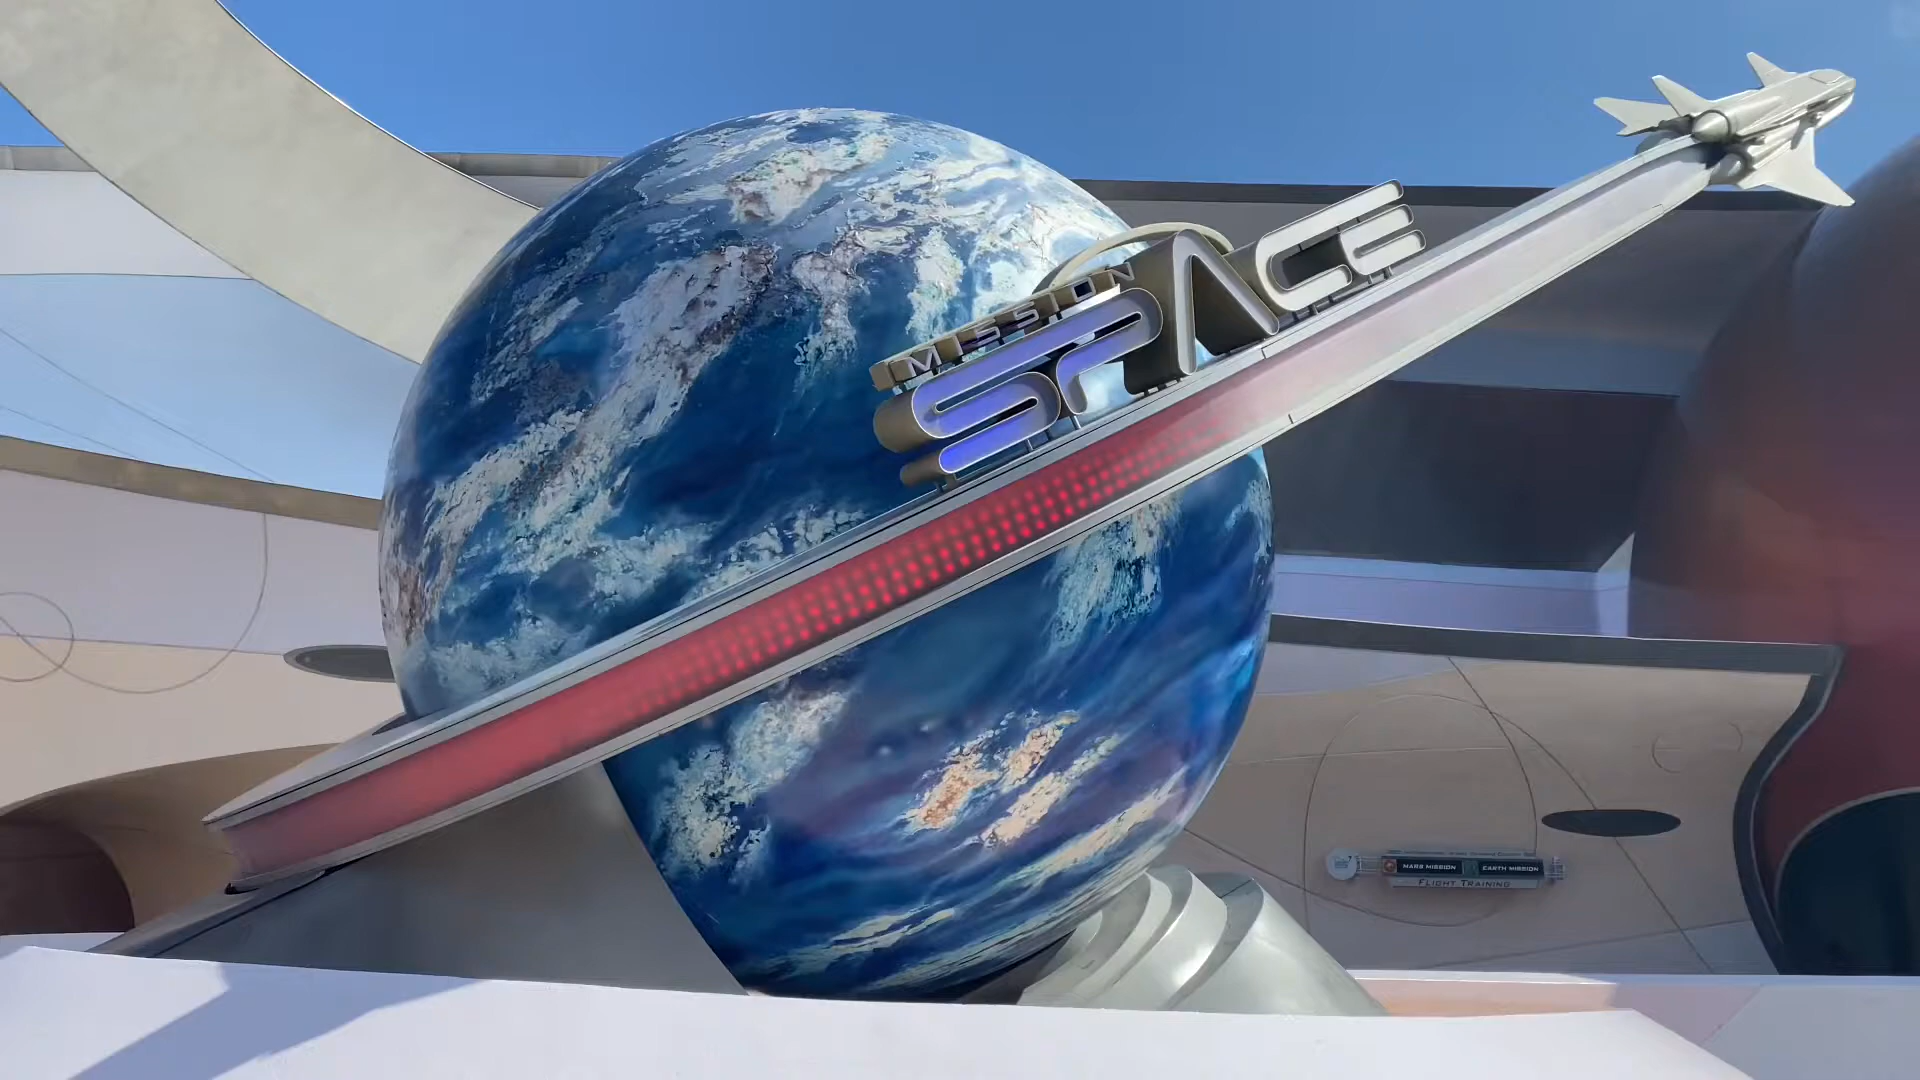 MISSION
SPACE
MARS MISSION
EARTH MISSION
FLIGHT TRAINING